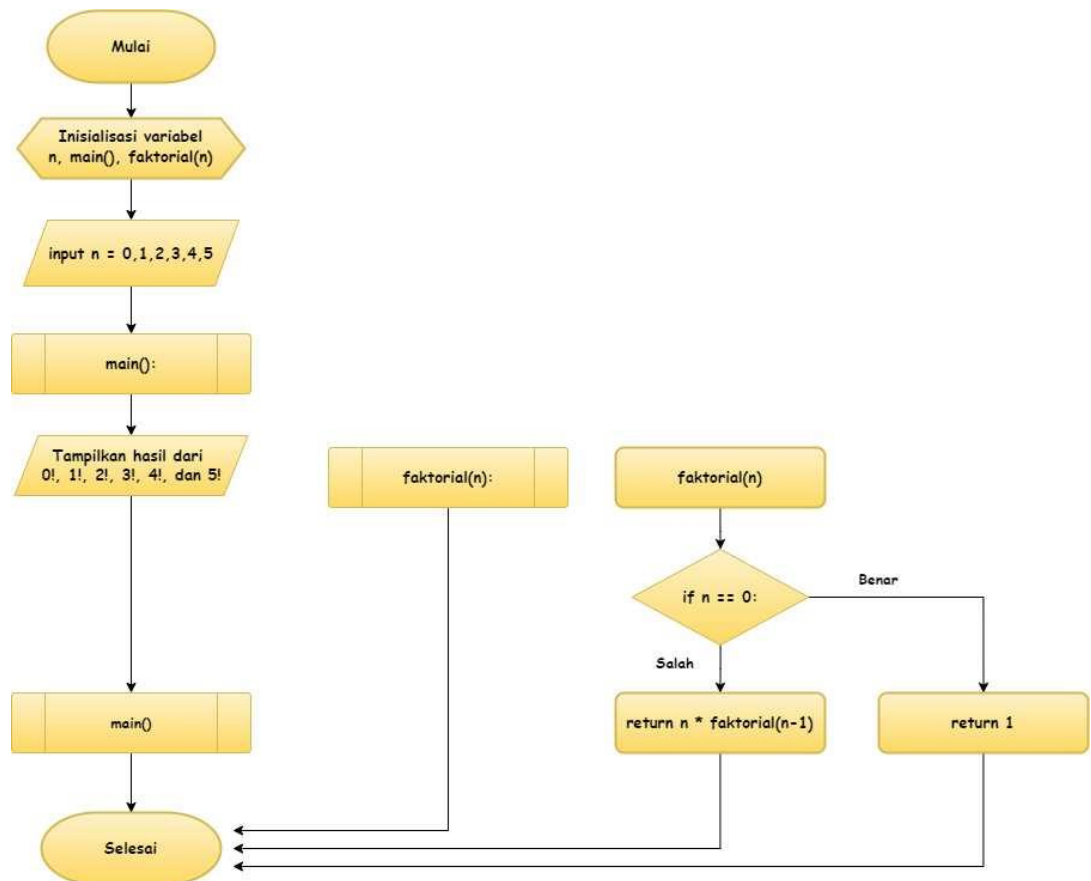 Mulai
Inisialisasi variabel
n, main(), faktorial(n)
input n = 0,1,2,3,4,5
main():
Tampilkan hasil dari
0!, 1!, 2!, 3!, 4!, dan 5!
faktorial(n):
faktorial(n)
if n == 0:
Benar
Salah
main()
return n * faktorial(n-1)
return 1
Selesai